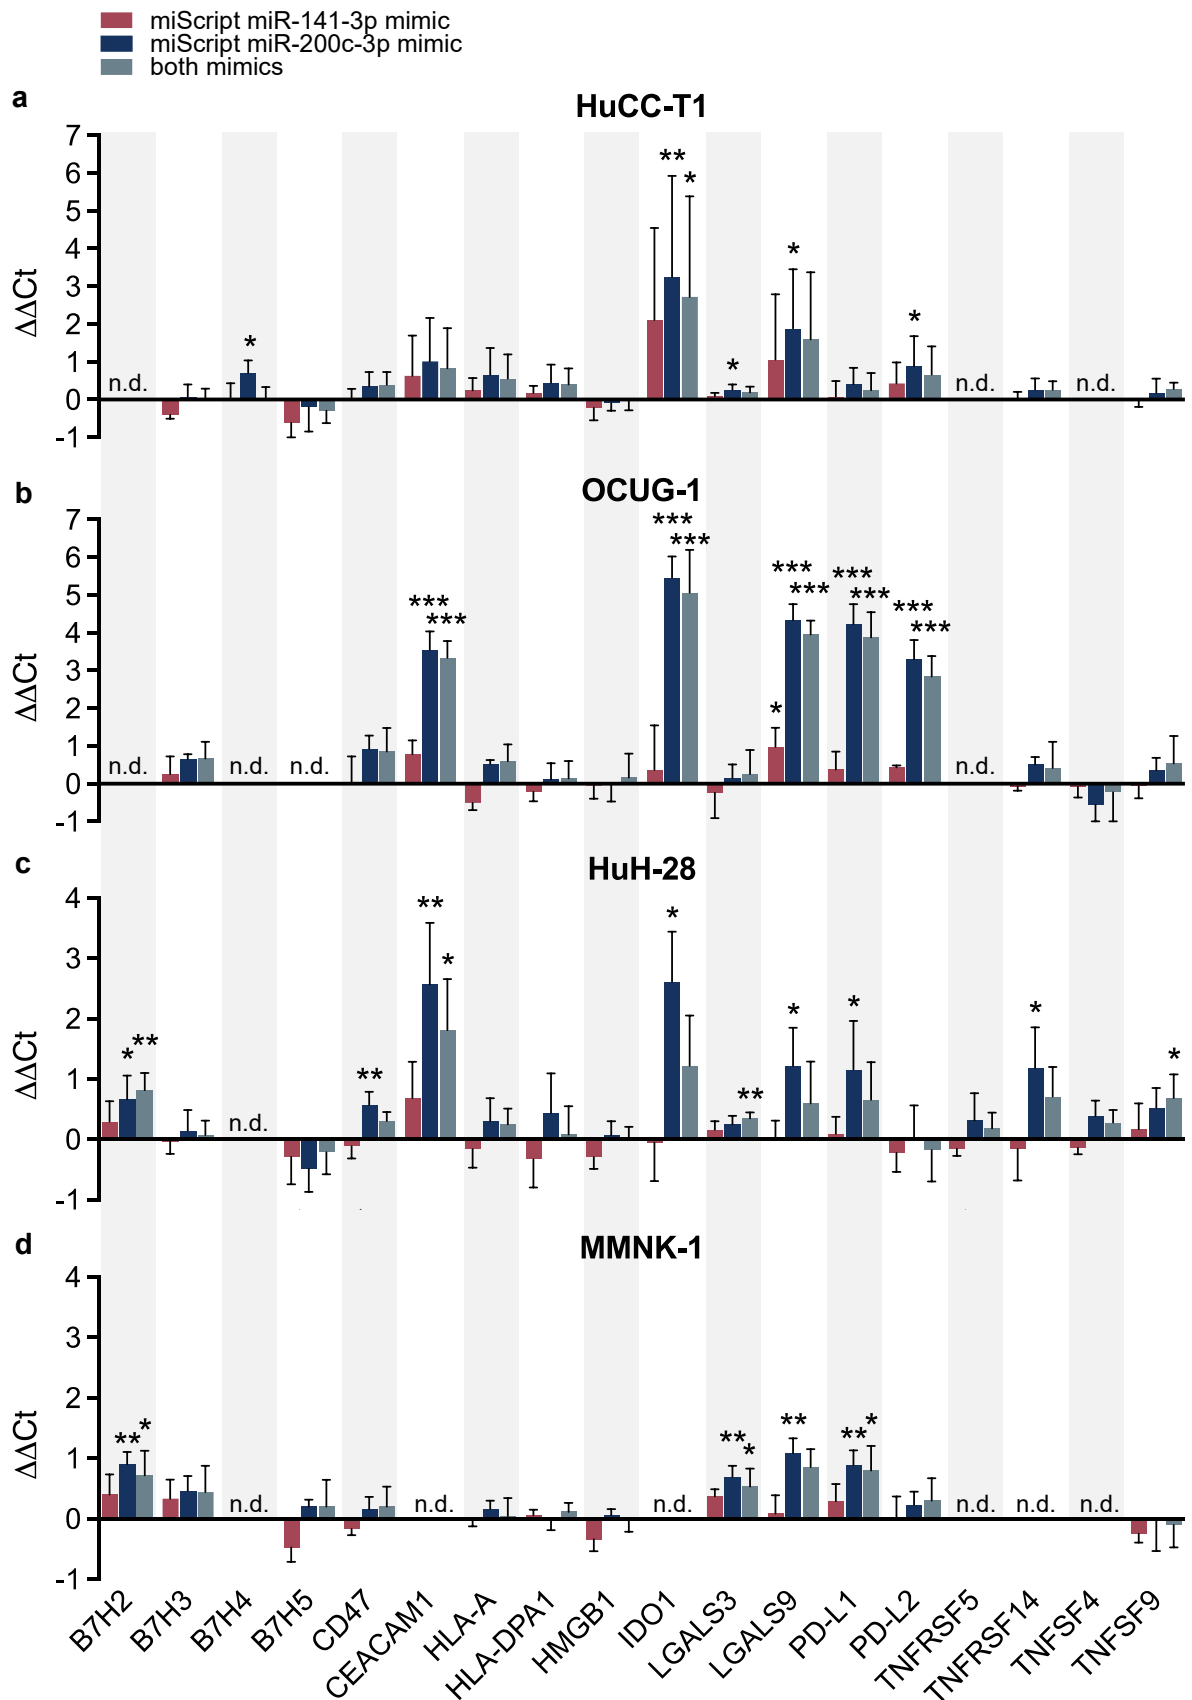 miScript miR-141-3p mimic
miScript miR-200c-3p mimic
both mimics
a
HuCC-T1
7
6
5
4
3
2
1
0
-1
ΔΔCt
** *
* * * *
n.d. n.d. n.d.
b
OCUG-1
7
6
5
4
3
2
1
0
-1
ΔΔCt
*** *** *** *** ***
*** *** *** *** ***
*
n.d. n.d. n.d. n.d.
c
HuH-28
4
3
2
1
0
-1
ΔΔCt
** * *
* ** ** ** * * * *
n.d.
d
MMNK-1
4
3
2
1
0
-1
ΔΔCt
** * ** * ** ** *
n.d. n.d. n.d. n.d. n.d. n.d.
B7H2
B7H3
B7H4
B7H5
CD47
CEACAM1
HLA-A
HLA-DPA1
HMGB1
IDO1
LGALS3
LGALS9
PD-L1
PD-L2
TNFRSF5
TNFRSF14
TNFSF4
TNFSF9